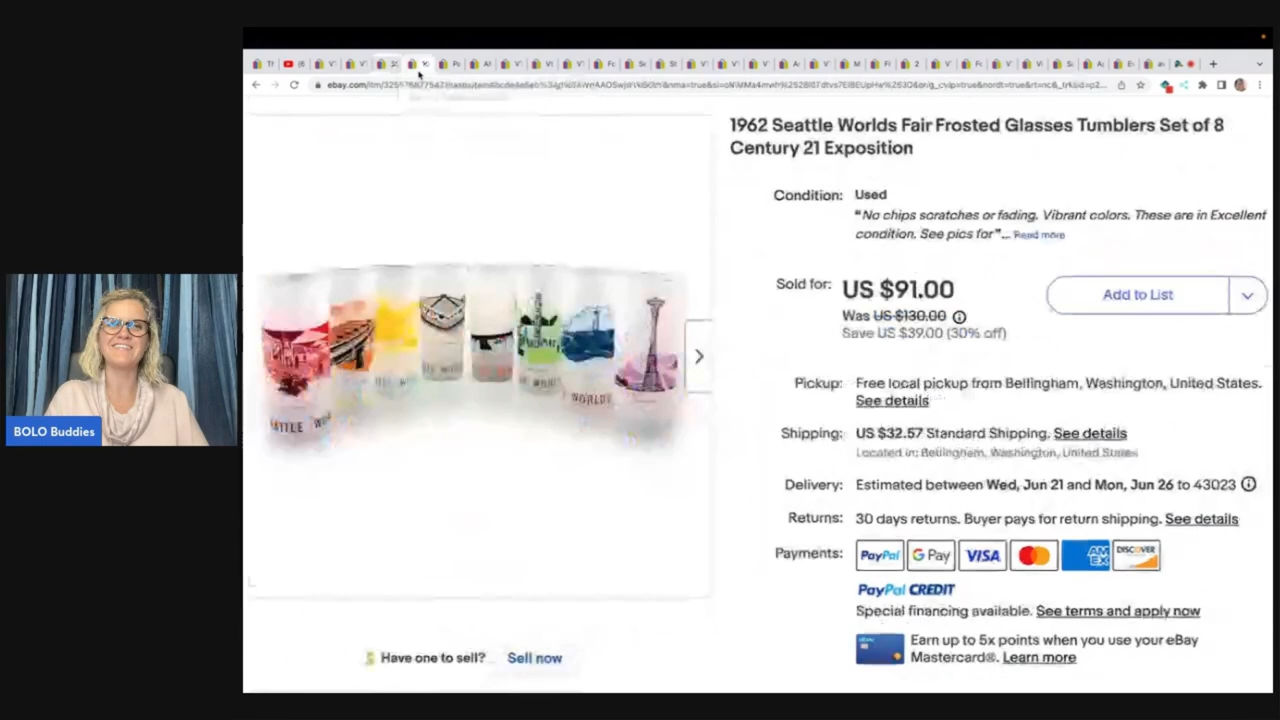 1962 Seattle Worlds Fair Frosted Glasses Tumblers Set of 8
Century 21 Exposition
Condition: Used
"No chips scratches or fading. Vibrant colors. These are in Excellent
condition. See pics for"... Read more
Sold for: US $91.00
Was US $130.00
Save US $39.00 (30% off)
Add to List
Pickup: Free local pickup from Bellingham, Washington, United States.
See details
Shipping: US $32.57 Standard Shipping. See details
Located in: Bellingham, Washington, United States
BOLO Buddies
Delivery: Estimated between Wed, Jun 21 and Mon, Jun 26 to 43023
Returns: 30 days returns. Buyer pays for return shipping. See details
Payments: PayPal G Pay VISA AM EX DISCOVER
PayPal CREDIT
Special financing available. See terms and apply now
Earn up to 5x points when you use your eBay
Mastercard®. Learn more
Have one to sell? Sell now